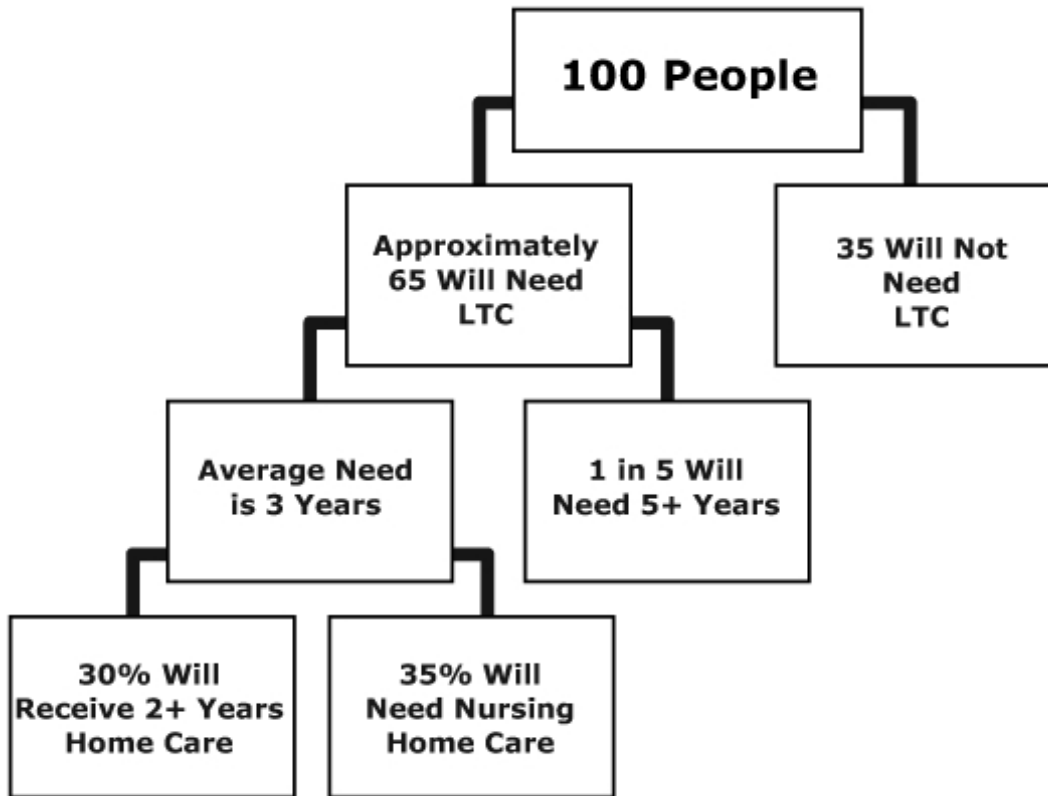 100 People
Approximately
65 Will Need
LTC
35 Will Not
Need
LTC
Average Need
is 3 Years
1 in 5 Will
Need 5+ Years
30% Will
Receive 2+ Years
Home Care
35% Will
Need Nursing
Home Care